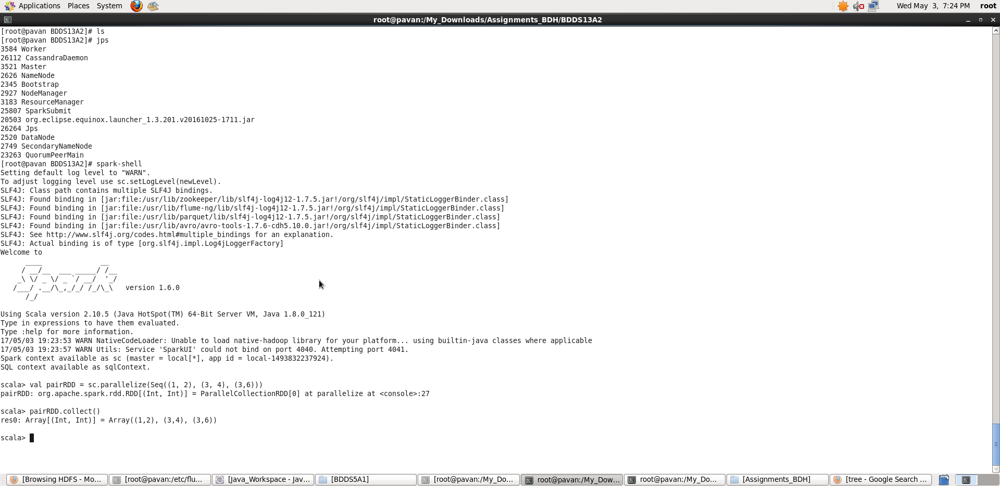 Applications Places System Wed May 3, 7:24 PM root
root@pavan:/My_Downloads/Assignments_BDH/BDDS13A2
[root@pavan BDDS13A2]# ls
[root@pavan BDDS13A2]# jps
3584 Worker
26112 CassandraDaemon
3521 Master
2626 NameNode
2345 Bootstrap
2927 NodeManager
3183 ResourceManager
25807 SparkSubmit
20503 org.eclipse.equinox.launcher_1.3.201.v20161025-1711.jar
26264 Jps
2520 DataNode
2749 SecondaryNameNode
23263 QuorumPeerMain
[root@pavan BDDS13A2]# spark-shell
Setting default log level to "WARN".
To adjust logging level use sc.setLogLevel(newLevel).
SLF4J: Class path contains multiple SLF4J bindings.
SLF4J: Found binding in [jar:file:/usr/lib/zookeeper/lib/slf4j-log4j12-1.7.5.jar!/org/slf4j/impl/StaticLoggerBinder.class]
SLF4J: Found binding in [jar:file:/usr/lib/flume-ng/lib/slf4j-log4j12-1.7.5.jar!/org/slf4j/impl/StaticLoggerBinder.class]
SLF4J: Found binding in [jar:file:/usr/lib/parquet/lib/slf4j-log4j12-1.7.5.jar!/org/slf4j/impl/StaticLoggerBinder.class]
SLF4J: Found binding in [jar:file:/usr/lib/avro/avro-tools-1.7.6-cdh5.10.0.jar!/org/slf4j/impl/StaticLoggerBinder.class]
SLF4J: See http://www.slf4j.org/codes.html#multiple_bindings for an explanation.
SLF4J: Actual binding is of type [org.slf4j.impl.Log4jLoggerFactory]
Welcome to
      ____              __
     / __/__  ___ _____/ /__
    _\ \/ _ \/ _ `/ __/  '_/
   /___/ .__/\_,_/_/ /_/\_\   version 1.6.0
      /_/
Using Scala version 2.10.5 (Java HotSpot(TM) 64-Bit Server VM, Java 1.8.0_121)
Type in expressions to have them evaluated.
Type :help for more information.
17/05/03 19:23:53 WARN NativeCodeLoader: Unable to load native-hadoop library for your platform... using builtin-java classes where applicable
17/05/03 19:23:57 WARN Utils: Service 'SparkUI' could not bind on port 4040. Attempting port 4041.
Spark context available as sc (master = local[*], app id = local-1493832237924).
SQL context available as sqlContext.
scala> val pairRDD = sc.parallelize(Seq((1, 2), (3, 4), (3,6)))
pairRDD: org.apache.spark.rdd.RDD[(Int, Int)] = ParallelCollectionRDD[0] at parallelize at <console>:27
scala> pairRDD.collect()
res0: Array[(Int, Int)] = Array((1,2), (3,4), (3,6))
scala>
[Browsing HDFS - Mo... [root@pavan:/etc/flu... [Java_Workspace - Jav... [BDDS5A1] [root@pavan:/My_Do... root@pavan:/My_Dow... root@pavan:/My_Do... [Assignments_BDH] [tree - Google Search ...